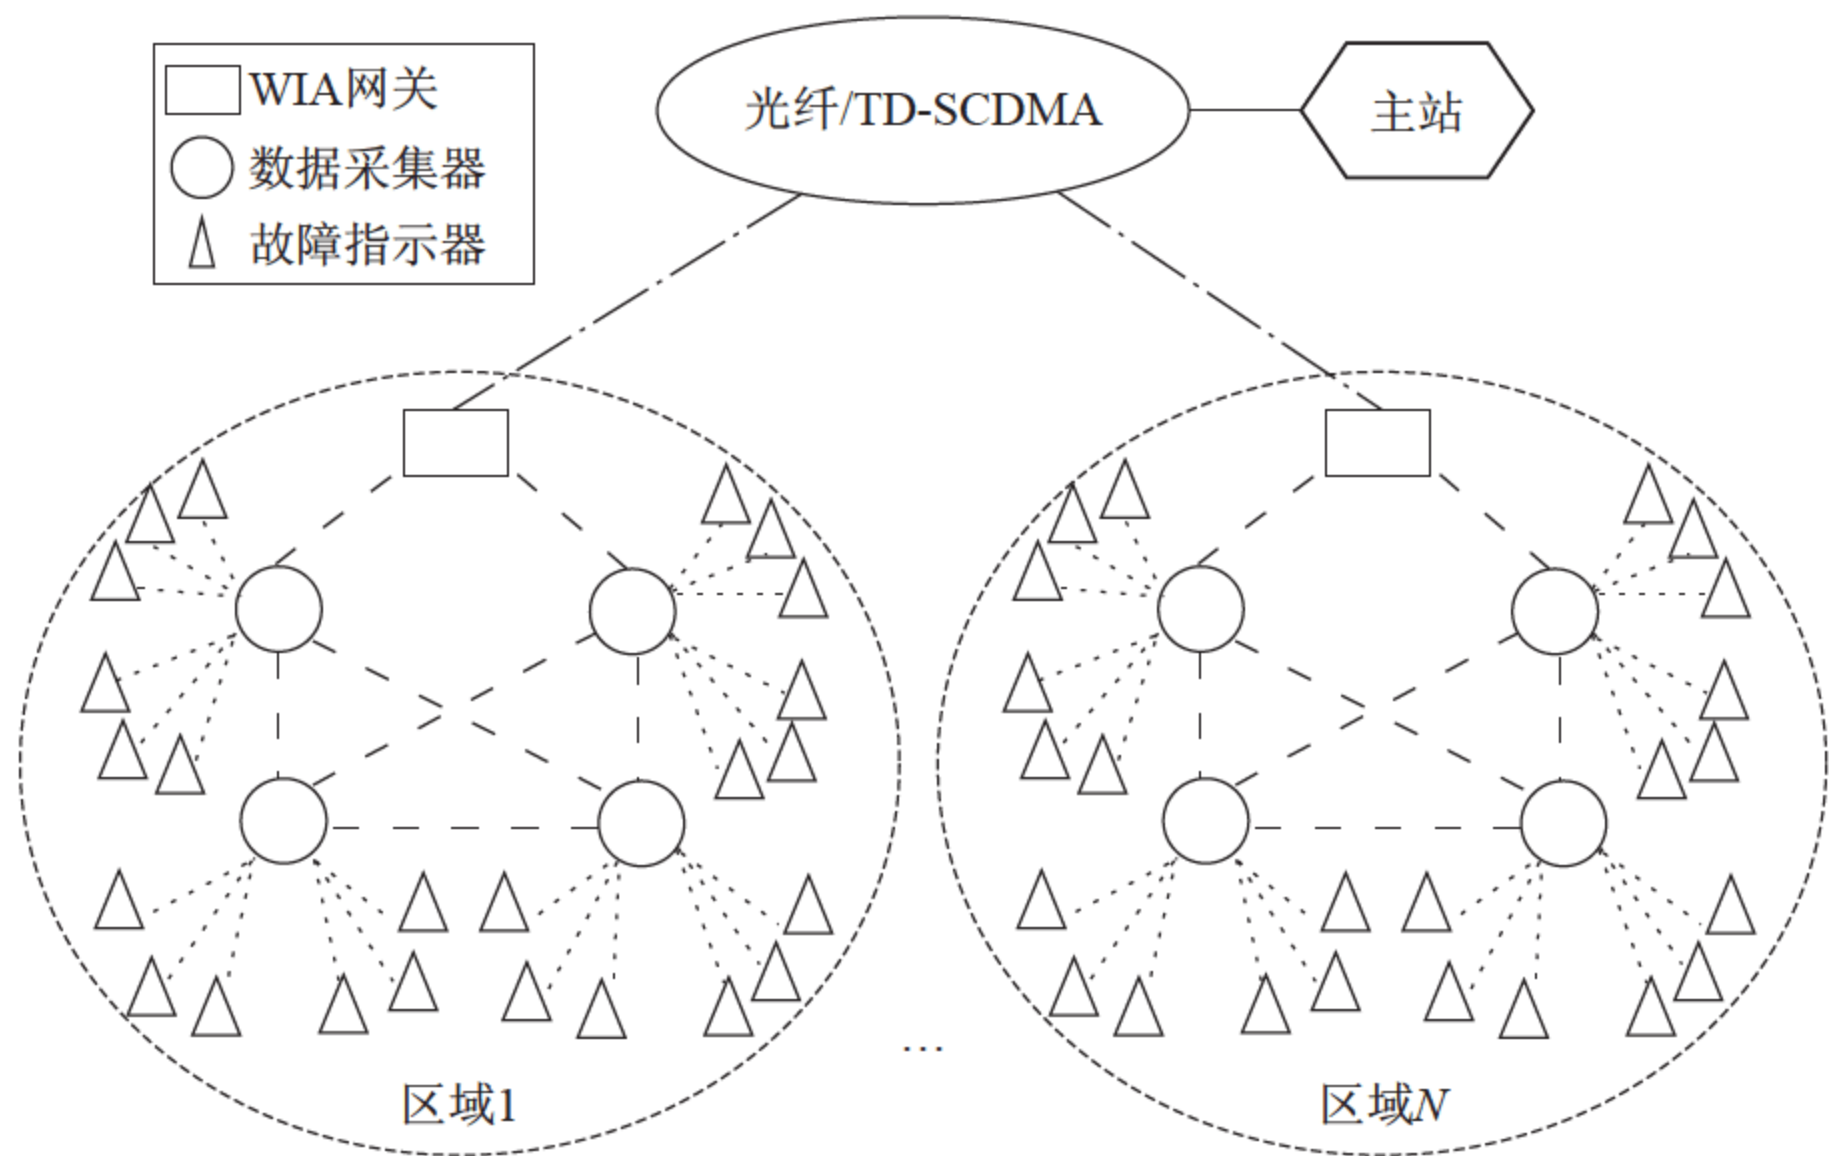 WIA网关
数据采集器
故障指示器
光纤/TD-SCDMA
主站
…
区域1
区域N